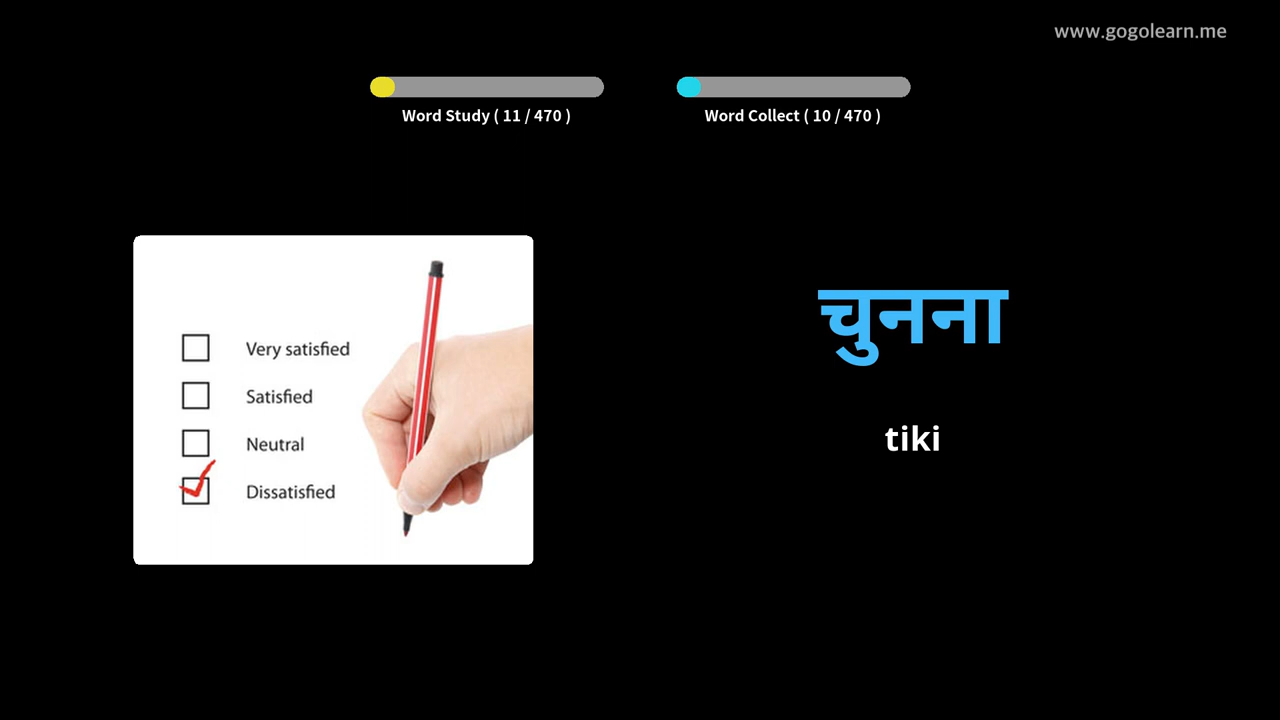 www.gogolearn.me
Word Study ( 11 / 470 )
Word Collect ( 10 / 470 )
Very satisfied
Satisfied
Neutral
Dissatisfied
चुनना
tiki